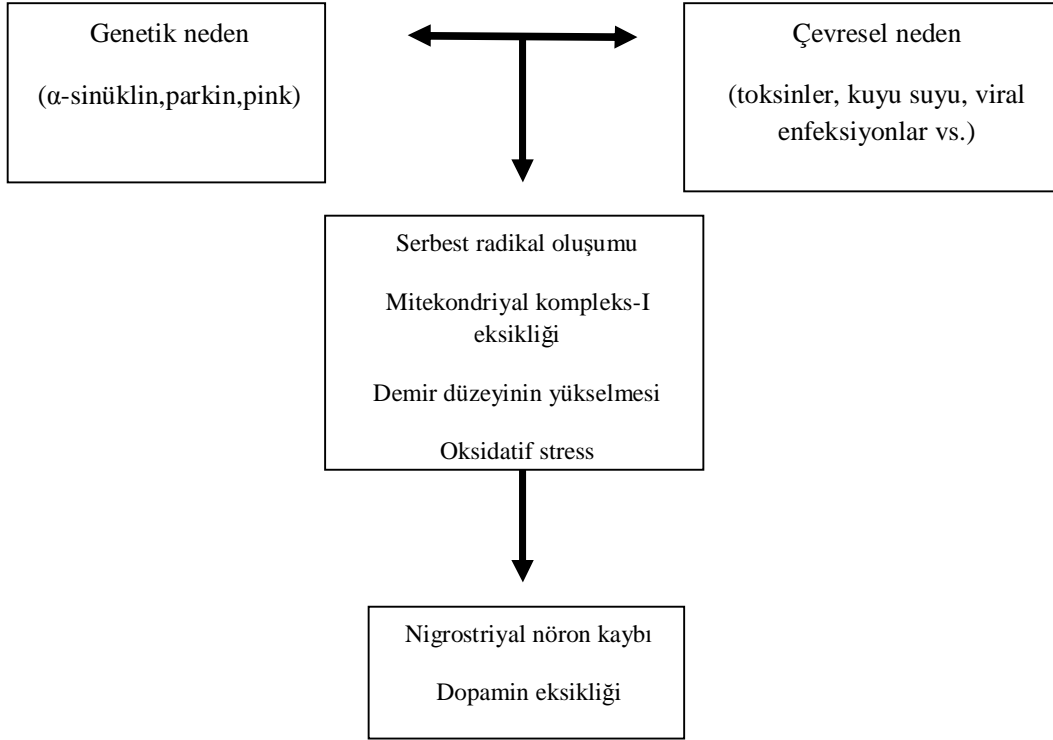 Genetik neden
(α-sinüklin,parkin,pink)
Çevresel neden
(toksinler, kuyu suyu, viral
enfeksiyonlar vs.)
Serbest radikal oluşumu
Mitekondriyal kompleks-I
eksikliği
Demir düzeyinin yükselmesi
Oksidatif stress
Nigrostriyal nöron kaybı
Dopamin eksikliği